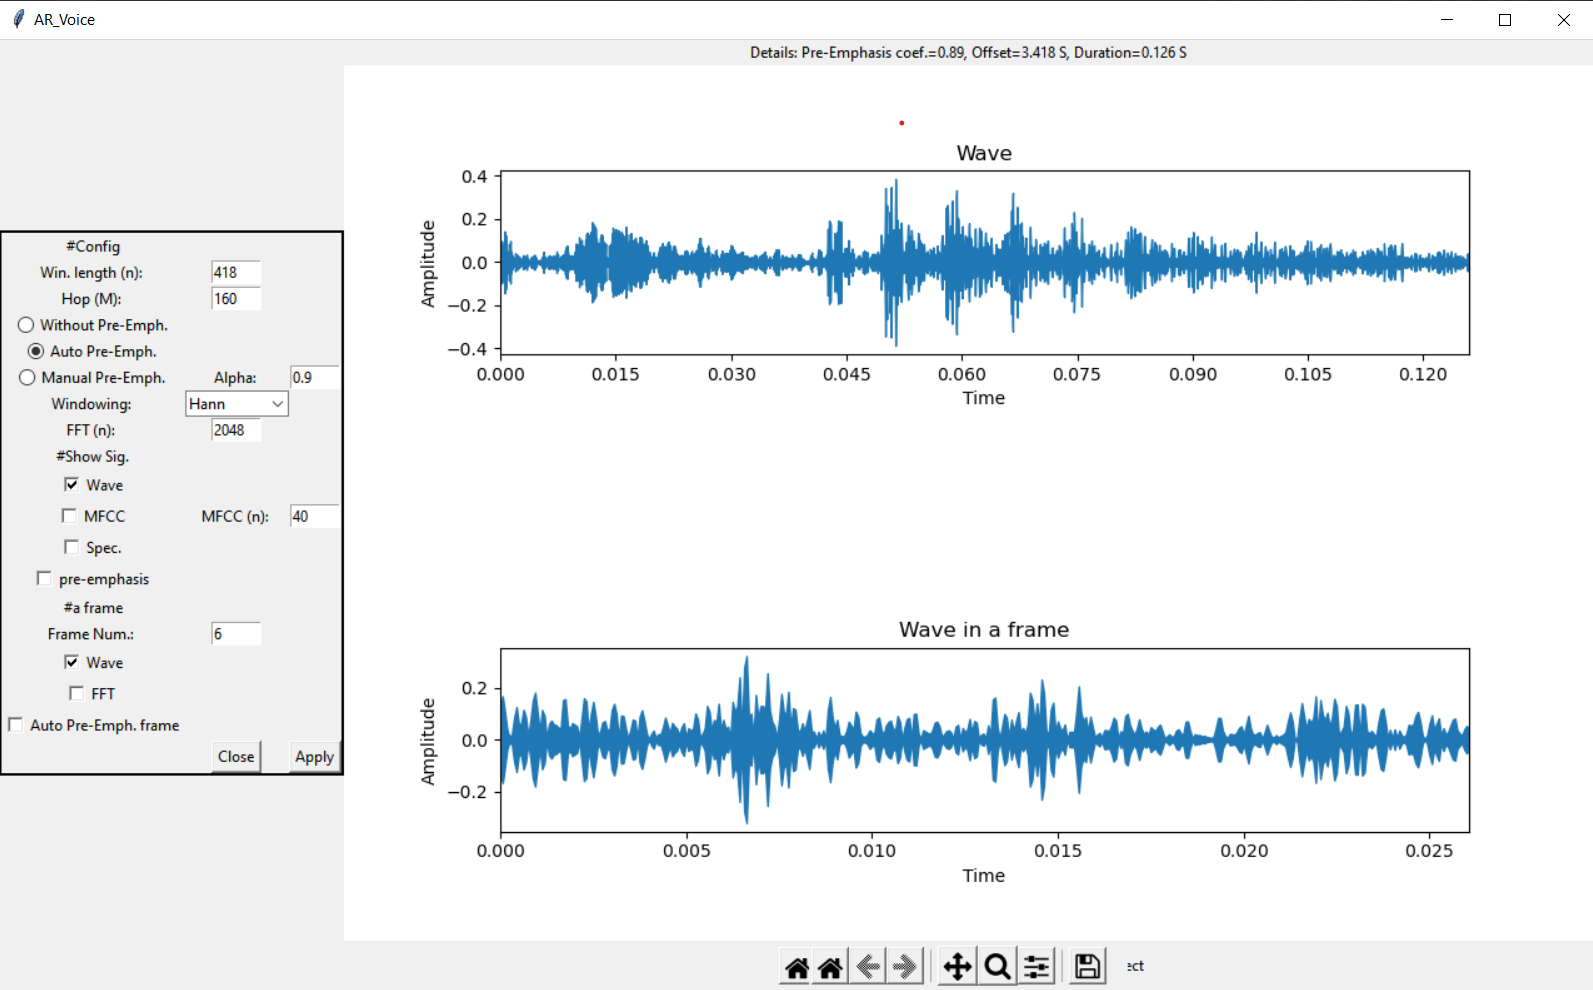 AR_Voice
Details: Pre-Emphasis coef.=0.89, Offset=3.418 S, Duration=0.126 S
#Config
Win. length (n): 418
Hop (M): 160
Without Pre-Emph.
Auto Pre-Emph.
Manual Pre-Emph. Alpha: 0.9
Windowing: Hann
FFT (n): 2048
#Show Sig.
Wave
MFCC MFCC (n): 40
Spec.
pre-emphasis
#a frame
Frame Num.: 6
Wave
FFT
Auto Pre-Emph. frame
Close Apply
Wave
Amplitude
0.4
0.2
0.0
−0.2
−0.4
0.000 0.015 0.030 0.045 0.060 0.075 0.090 0.105 0.120
Time
Wave in a frame
Amplitude
0.2
0.0
−0.2
0.000 0.005 0.010 0.015 0.020 0.025
Time
ect